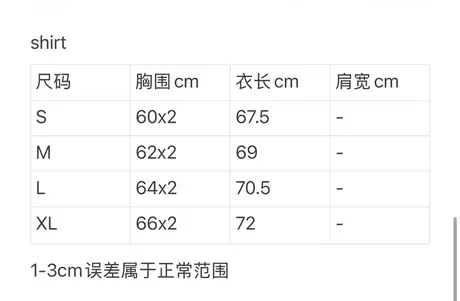 shirt
尺码 胸围cm 衣长cm 肩宽cm
S 60x2 67.5 -
M 62x2 69 -
L 64x2 70.5 -
XL 66x2 72 -
1-3cm误差属于正常范围